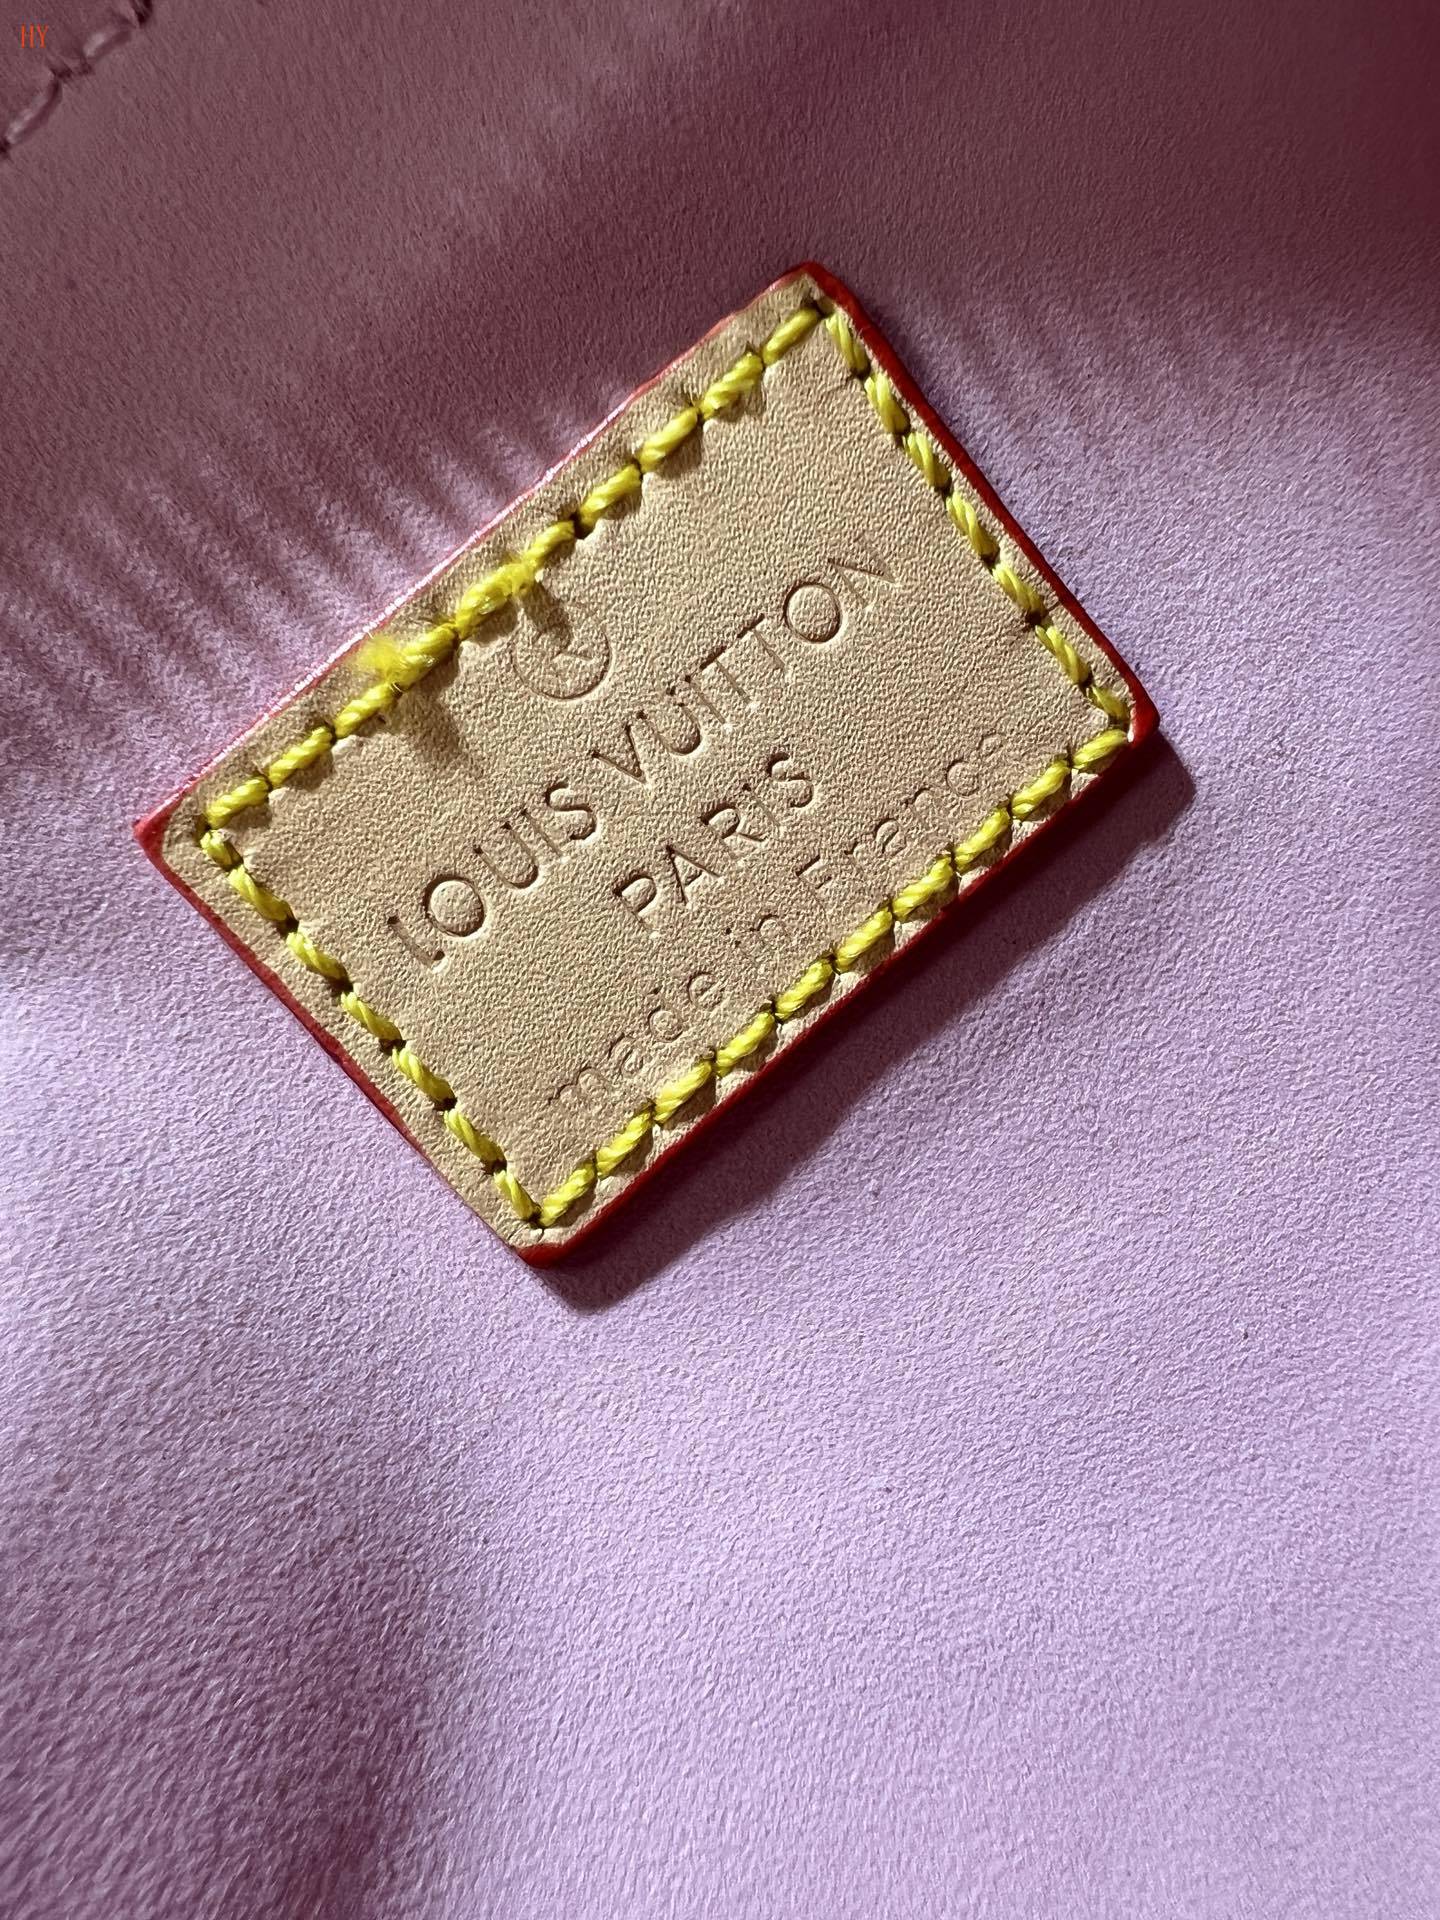 HY
®
LOUIS VUITTON
PARIS
made in France